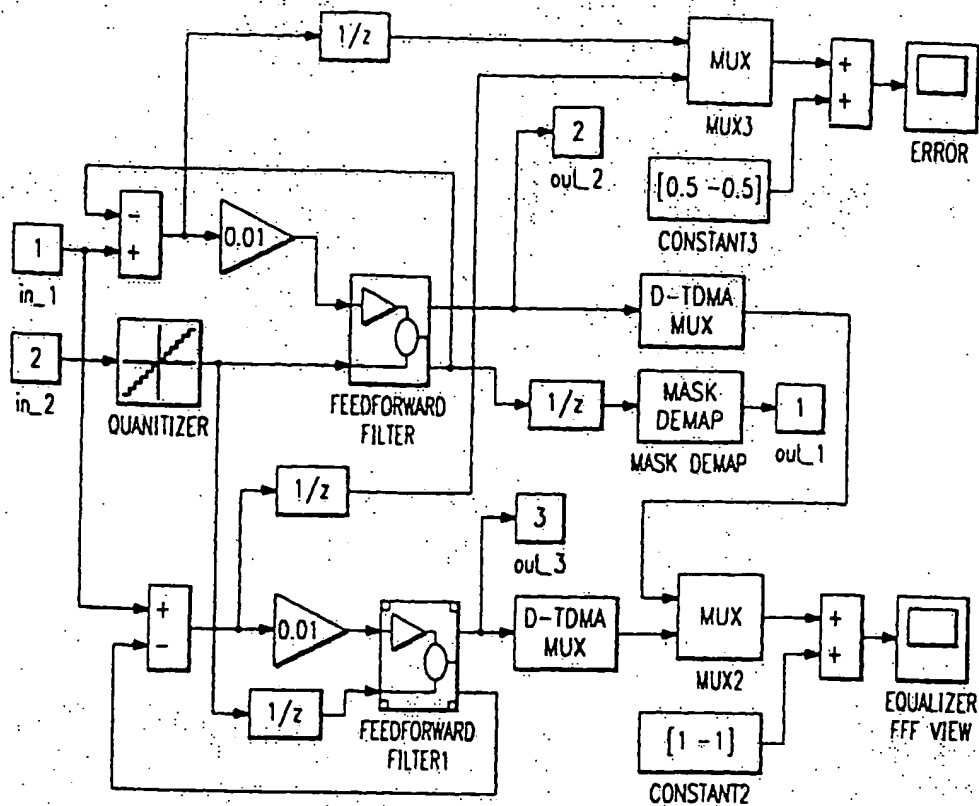 1/z
MUX
MUX3
+
+
ERROR
2
out_2
[0.5 -0.5]
CONSTANT3
-
+
0.01
1
in_1
2
in_2
QUANITIZER
FEEDFORWARD
FILTER
D-TDMA
MUX
1/z
MASK
DEMAP
MASK DEMAP
1
out_1
1/z
3
out_3
+
-
0.01
1/z
FEEDFORWARD
FILTER1
D-TDMA
MUX
MUX
MUX2
+
+
EQUALIZER
FFF VIEW
[1 -1]
CONSTANT2